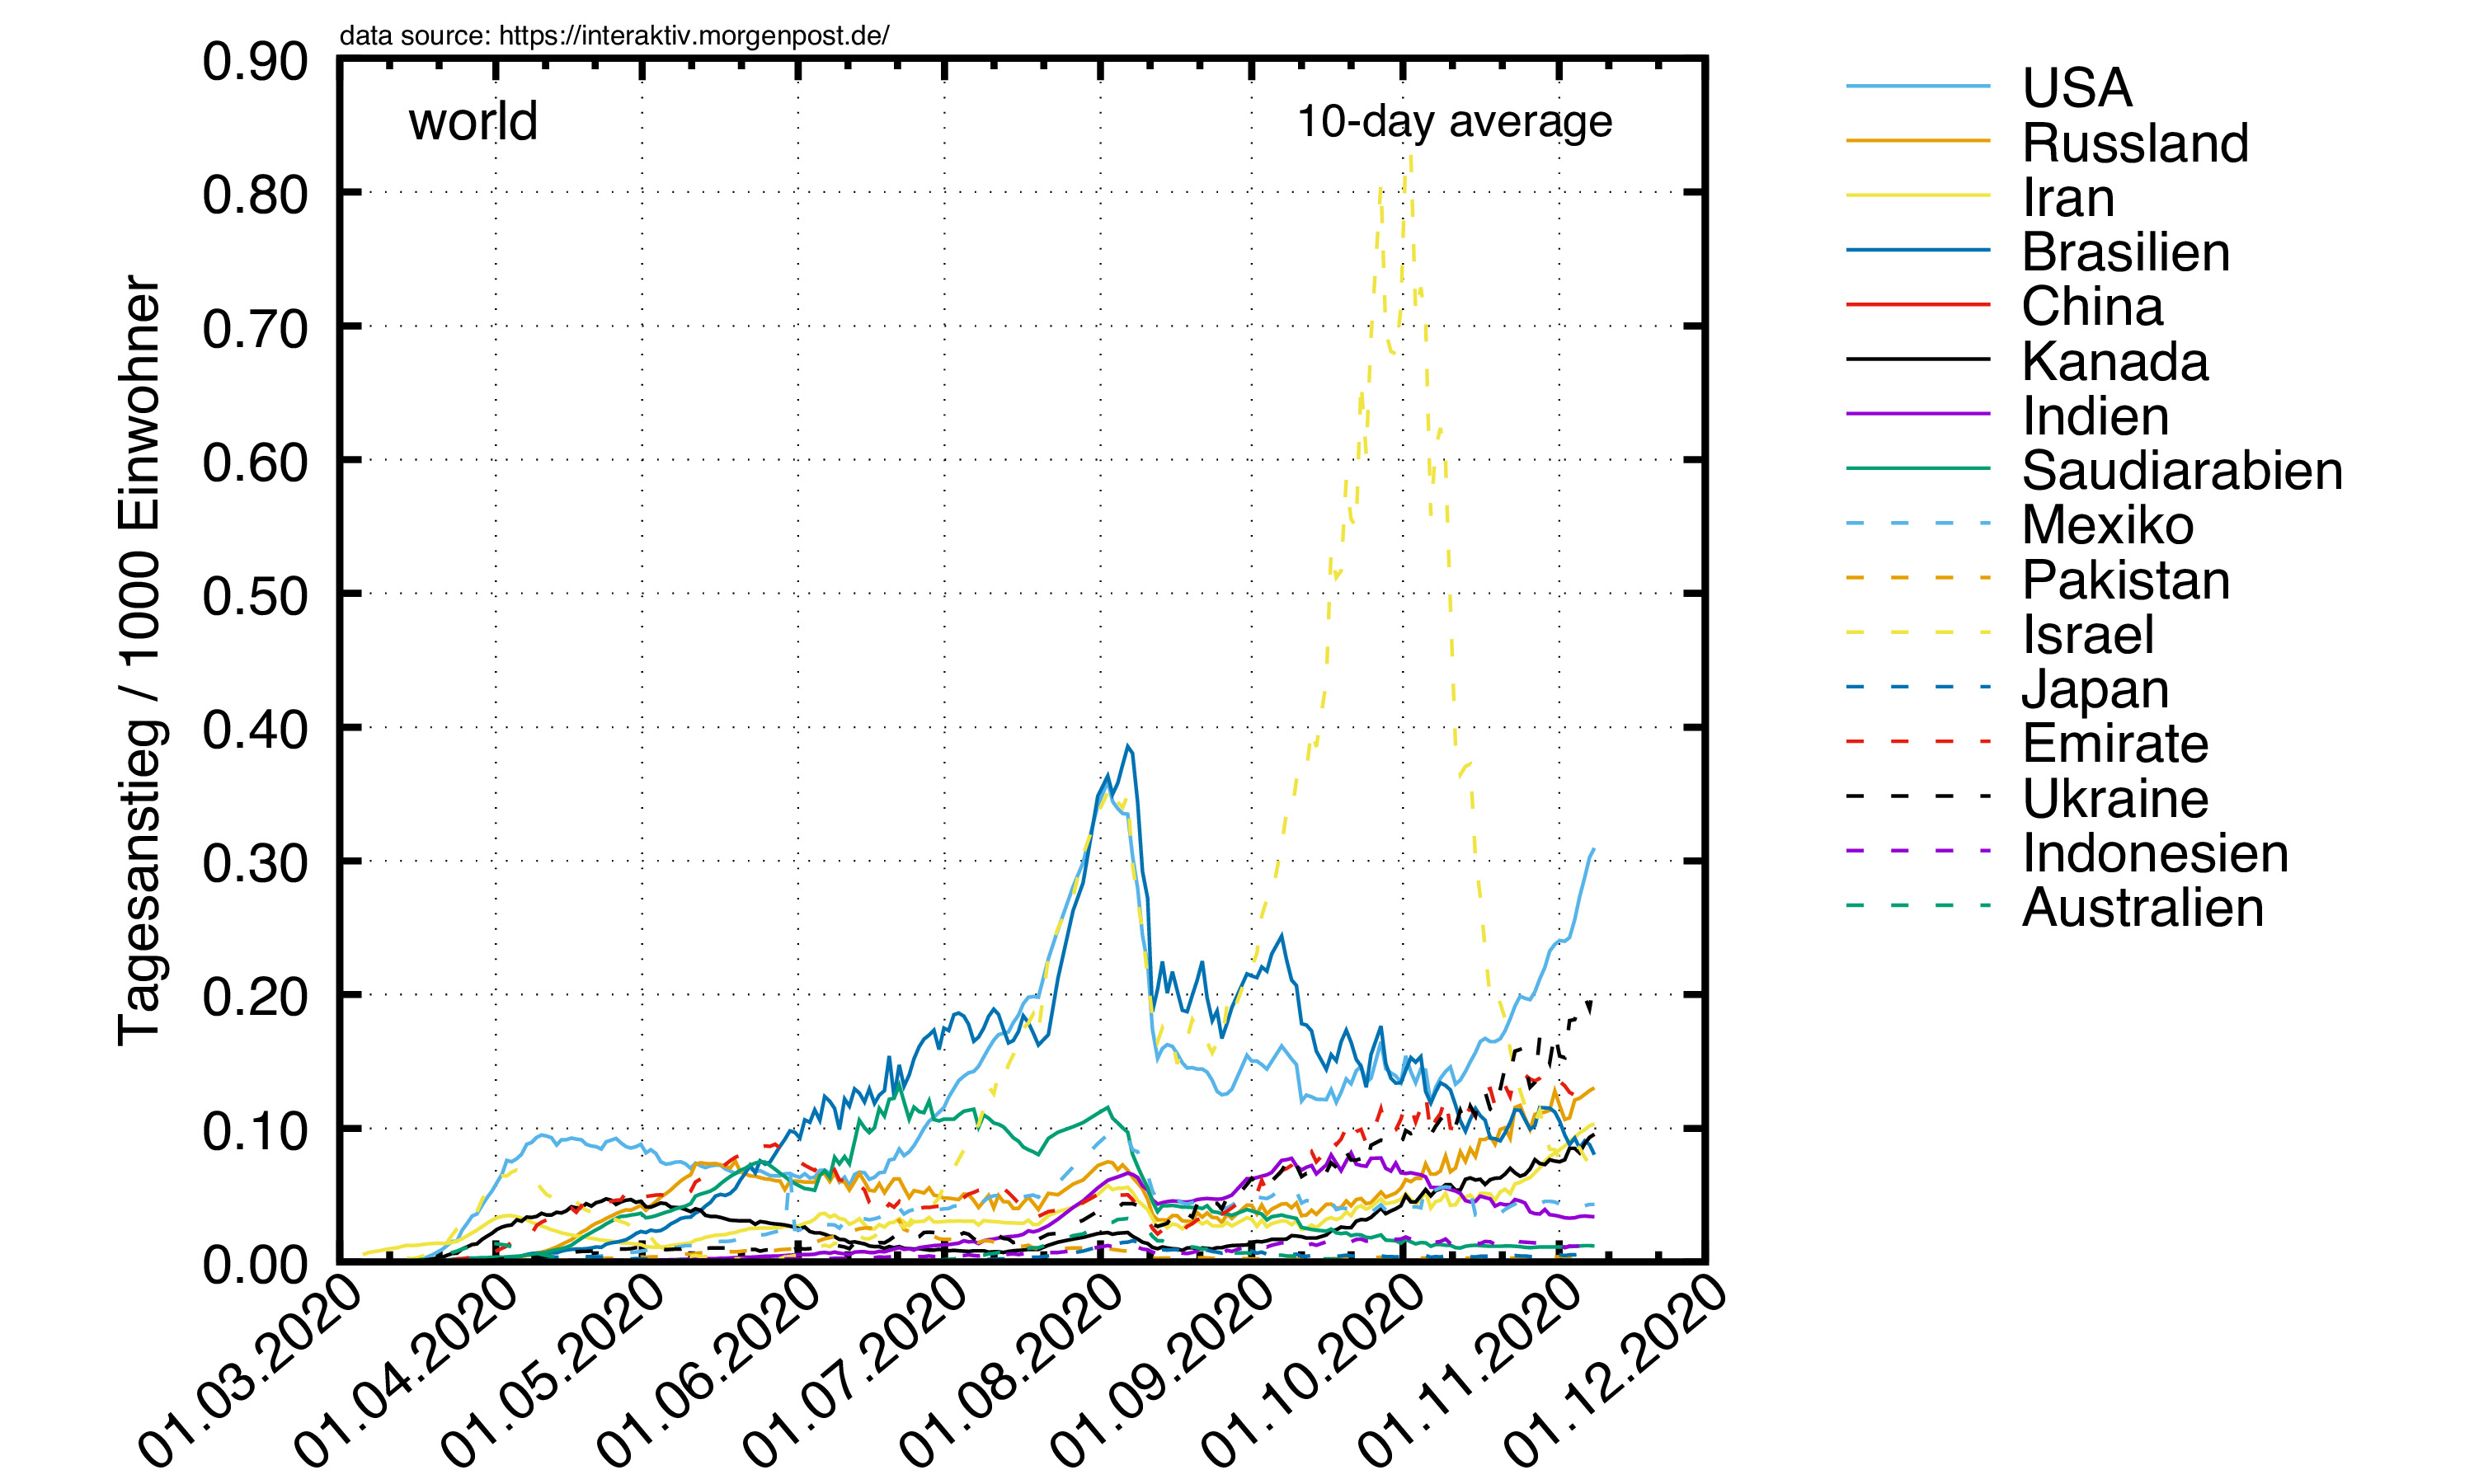 data source: https://interaktiv.morgenpost.de/
world
10-day average
Tagesanstieg / 1000 Einwohner
0.90
0.80
0.70
0.60
0.50
0.40
0.30
0.20
0.10
0.00
01.03.2020
01.04.2020
01.05.2020
01.06.2020
01.07.2020
01.08.2020
01.09.2020
01.10.2020
01.11.2020
01.12.2020
USA
Russland
Iran
Brasilien
China
Kanada
Indien
Saudiarabien
Mexiko
Pakistan
Israel
Japan
Emirate
Ukraine
Indonesien
Australien